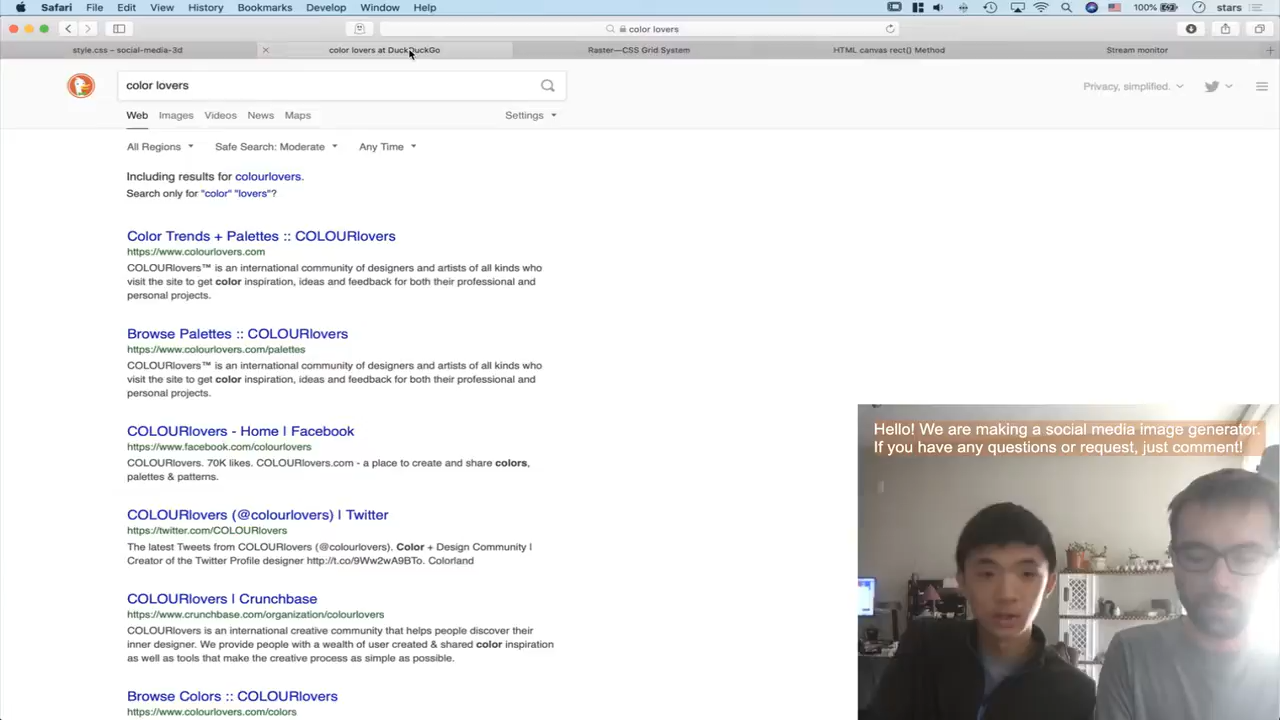 Safari File Edit View History Bookmarks Develop Window Help 100% stars
color lovers
style.css – social-media-3d color lovers at DuckDuckGo Raster—CSS Grid System HTML canvas rect() Method Stream monitor
color lovers
Privacy, simplified.
Web Images Videos News Maps Settings
All Regions Safe Search: Moderate Any Time
Including results for colourlovers.
Search only for "color" "lovers"?
Color Trends + Palettes :: COLOURlovers
https://www.colourlovers.com
COLOURlovers™ is an international community of designers and artists of all kinds who
visit the site to get color inspiration, ideas and feedback for both their professional and
personal projects.
Browse Palettes :: COLOURlovers
https://www.colourlovers.com/palettes
COLOURlovers™ is an international community of designers and artists of all kinds who
visit the site to get color inspiration, ideas and feedback for both their professional and
personal projects.
COLOURlovers - Home | Facebook
https://www.facebook.com/colourlovers
COLOURlovers. 70K likes. COLOURlovers.com - a place to create and share colors,
palettes & patterns.
COLOURlovers (@colourlovers) | Twitter
https://twitter.com/COLOURlovers
The latest Tweets from COLOURlovers (@colourlovers). Color + Design Community |
Creator of the Twitter Profile designer http://t.co/9Ww2wA9BTo. Colorland
COLOURlovers | Crunchbase
https://www.crunchbase.com/organization/colourlovers
COLOURlovers is an international creative community that helps people discover their
inner designer. We provide people with a wealth of user created & shared color inspiration
as well as tools that make the creative process as simple as possible.
Browse Colors :: COLOURlovers
https://www.colourlovers.com/colors
Hello! We are making a social media image generator.
If you have any questions or request, just comment!